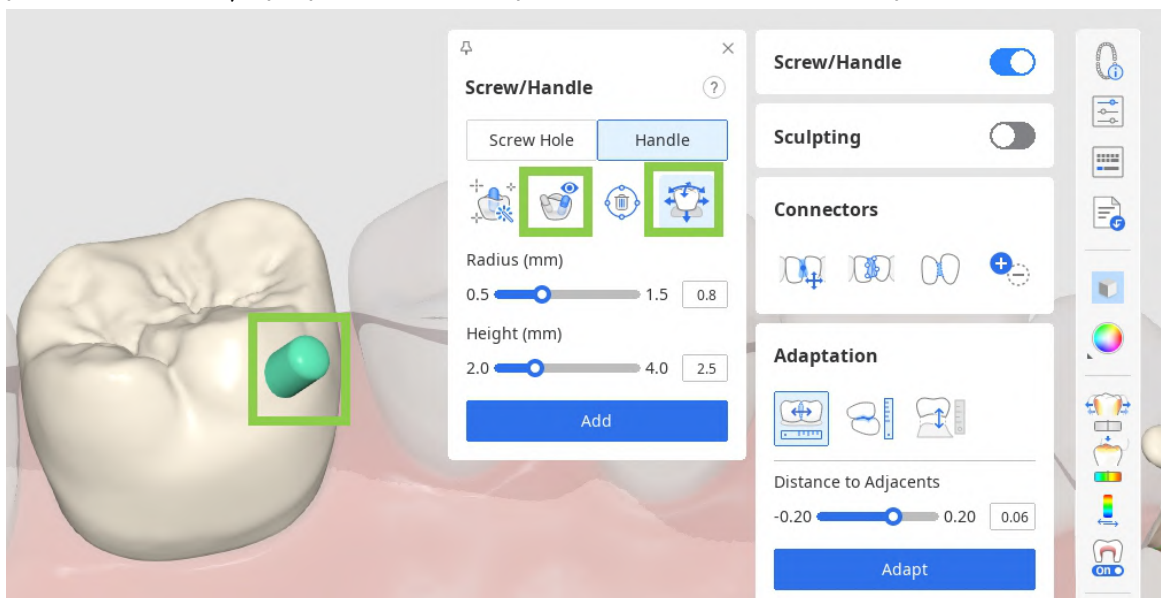 Screw/Handle
?
Screw Hole
Handle
Radius (mm)
0.5
1.5
0.8
Height (mm)
2.0
4.0
2.5
Add
Screw/Handle
Sculpting
Connectors
Adaptation
Distance to Adjacents
-0.20
0.20
0.06
Adapt
On